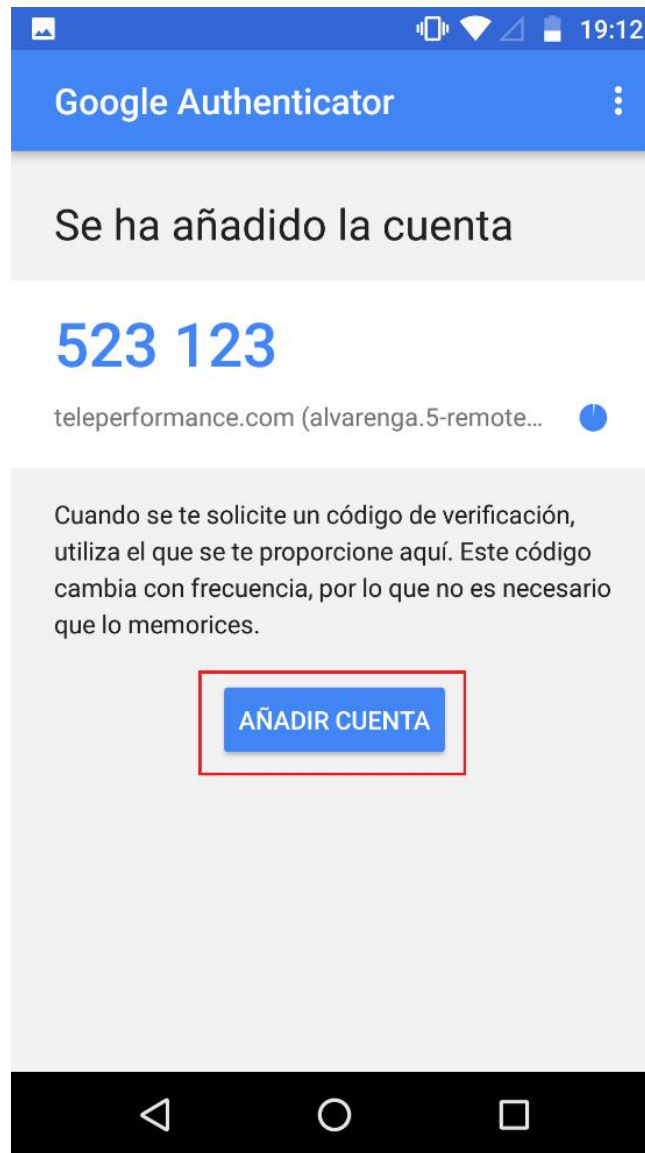 19:12
Google Authenticator
Se ha añadido la cuenta
523 123
teleperformance.com (alvarenga.5-remote...
Cuando se te solicite un código de verificación,
utiliza el que se te proporcione aquí. Este código
cambia con frecuencia, por lo que no es necesario
que lo memorices.
AÑADIR CUENTA